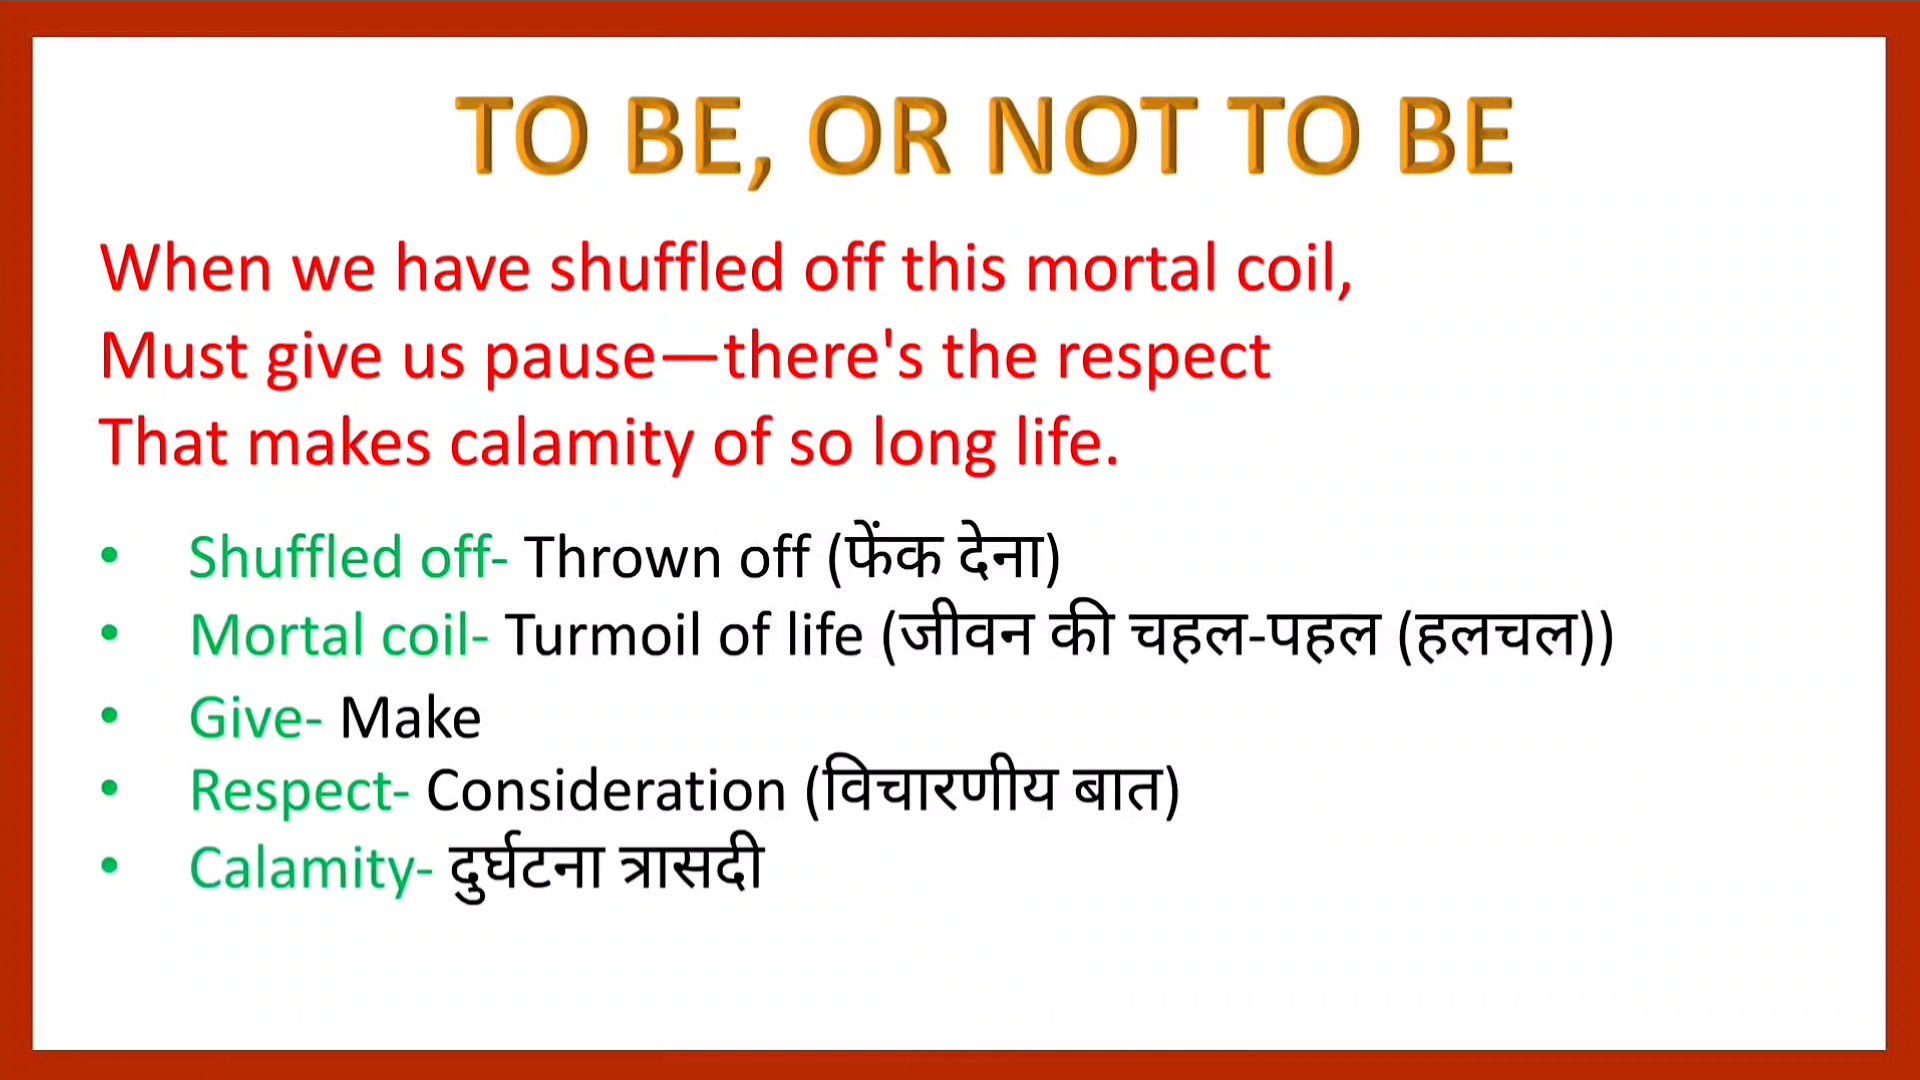 TO BE, OR NOT TO BE
When we have shuffled off this mortal coil,
Must give us pause—there's the respect
That makes calamity of so long life.
• Shuffled off- Thrown off (फेंक देना)
• Mortal coil- Turmoil of life (जीवन की चहल-पहल (हलचल))
• Give- Make
• Respect- Consideration (विचारणीय बात)
• Calamity- दुर्घटना त्रासदी